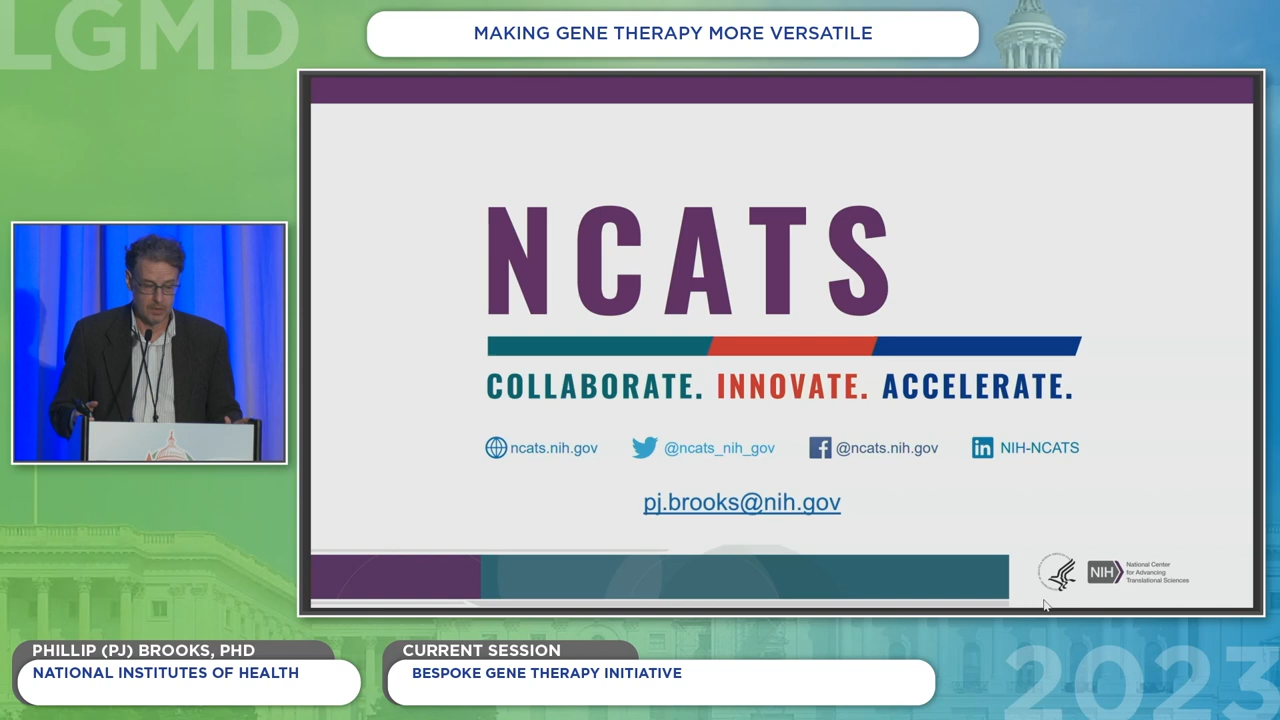 LGMD
MAKING GENE THERAPY MORE VERSATILE
NCATS
COLLABORATE. INNOVATE. ACCELERATE.
ncats.nih.gov @ncats_nih_gov @ncats.nih.gov NIH-NCATS
pj.brooks@nih.gov
NIH
National Center
for Advancing
Translational Sciences
PHILLIP (PJ) BROOKS, PHD
NATIONAL INSTITUTES OF HEALTH
CURRENT SESSION
BESPOKE GENE THERAPY INITIATIVE
2023